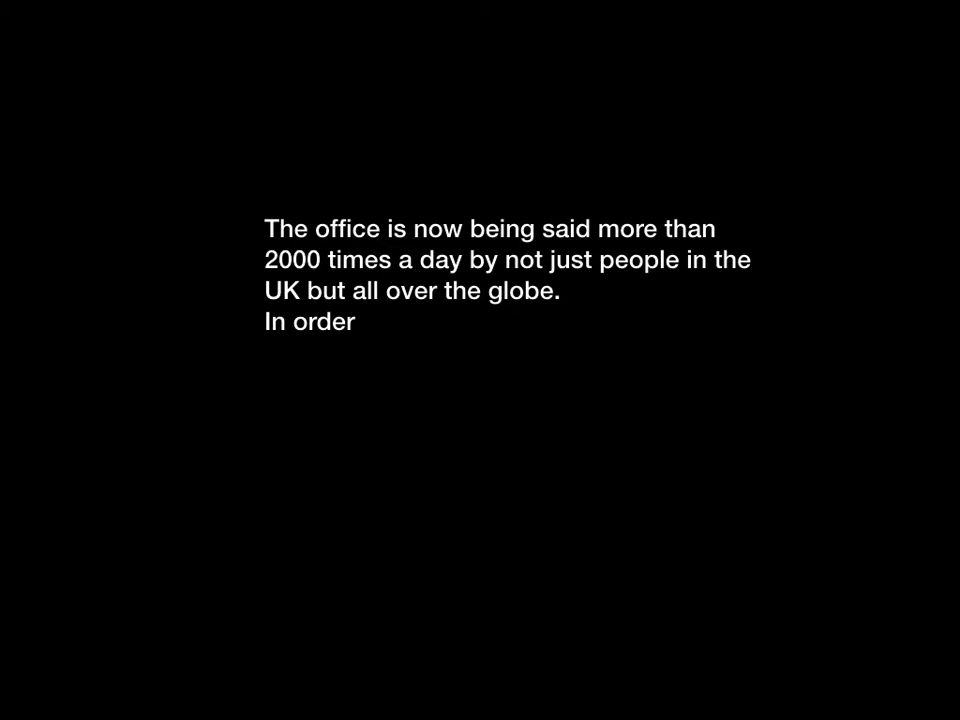 The office is now being said more than
2000 times a day by not just people in the
UK but all over the globe.
In order